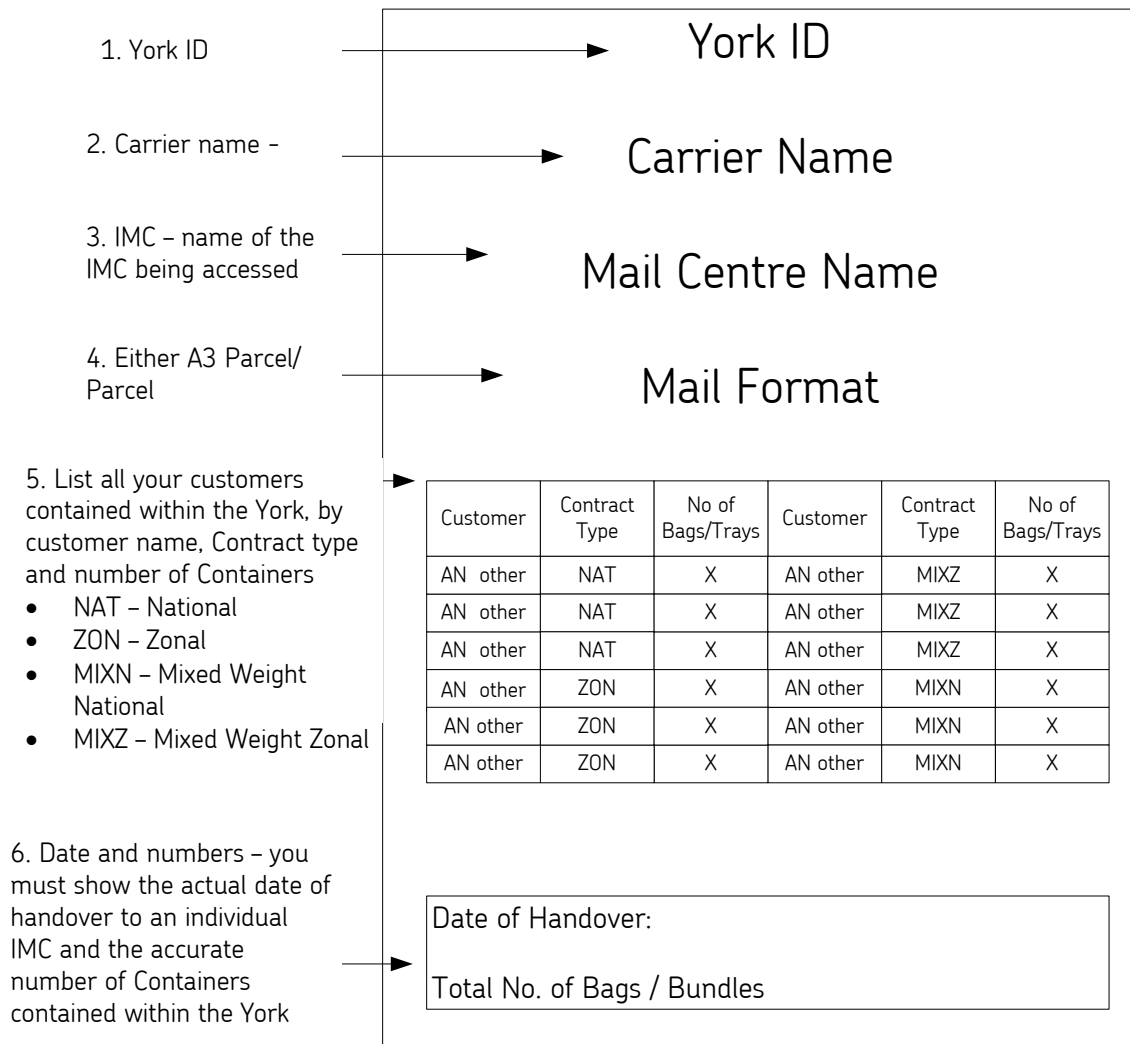 1. York ID
York ID
2. Carrier name -
Carrier Name
3. IMC – name of the
IMC being accessed
Mail Centre Name
4. Either A3 Parcel/
Parcel
Mail Format
5. List all your customers
contained within the York, by
customer name, Contract type
and number of Containers
• NAT – National
• ZON – Zonal
• MIXN – Mixed Weight
National
• MIXZ – Mixed Weight Zonal
Customer Contract Type No of Bags/Trays Customer Contract Type No of Bags/Trays
AN other NAT X AN other MIXZ X
AN other NAT X AN other MIXZ X
AN other NAT X AN other MIXZ X
AN other ZON X AN other MIXN X
AN other ZON X AN other MIXN X
AN other ZON X AN other MIXN X
6. Date and numbers – you
must show the actual date of
handover to an individual
IMC and the accurate
number of Containers
contained within the York
Date of Handover:
Total No. of Bags / Bundles